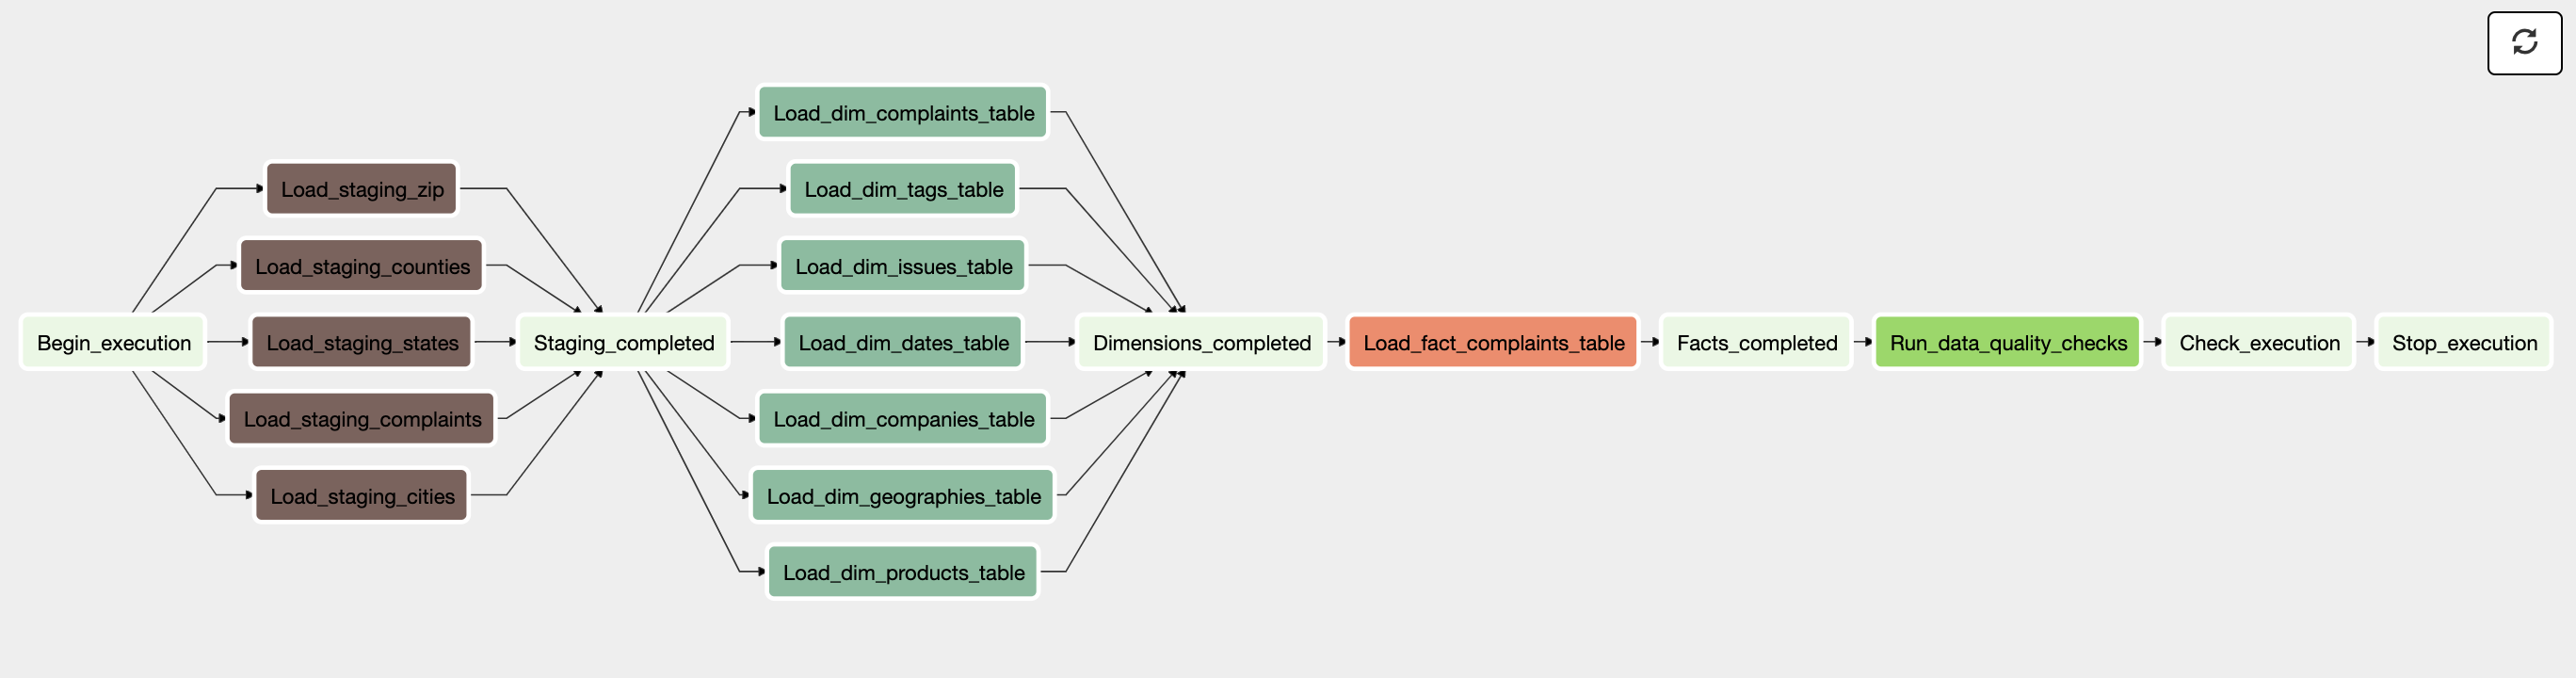 Begin_execution
Load_staging_zip
Load_staging_counties
Load_staging_states
Load_staging_complaints
Load_staging_cities
Staging_completed
Load_dim_complaints_table
Load_dim_tags_table
Load_dim_issues_table
Load_dim_dates_table
Load_dim_companies_table
Load_dim_geographies_table
Load_dim_products_table
Dimensions_completed
Load_fact_complaints_table
Facts_completed
Run_data_quality_checks
Check_execution
Stop_execution